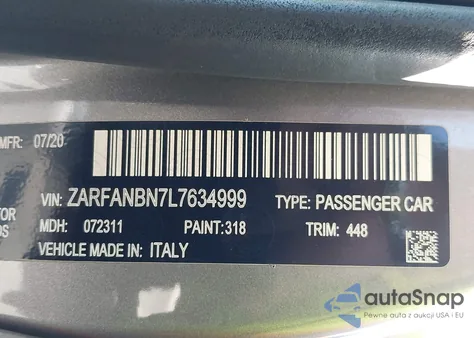 MFR: 07/20
VIN: ZARFANBN7L7634999 TYPE: PASSENGER CAR
MDH: 072311 PAINT: 318 TRIM: 448
VEHICLE MADE IN: ITALY
autoSnap
Pewne auta z aukcji USA i EU